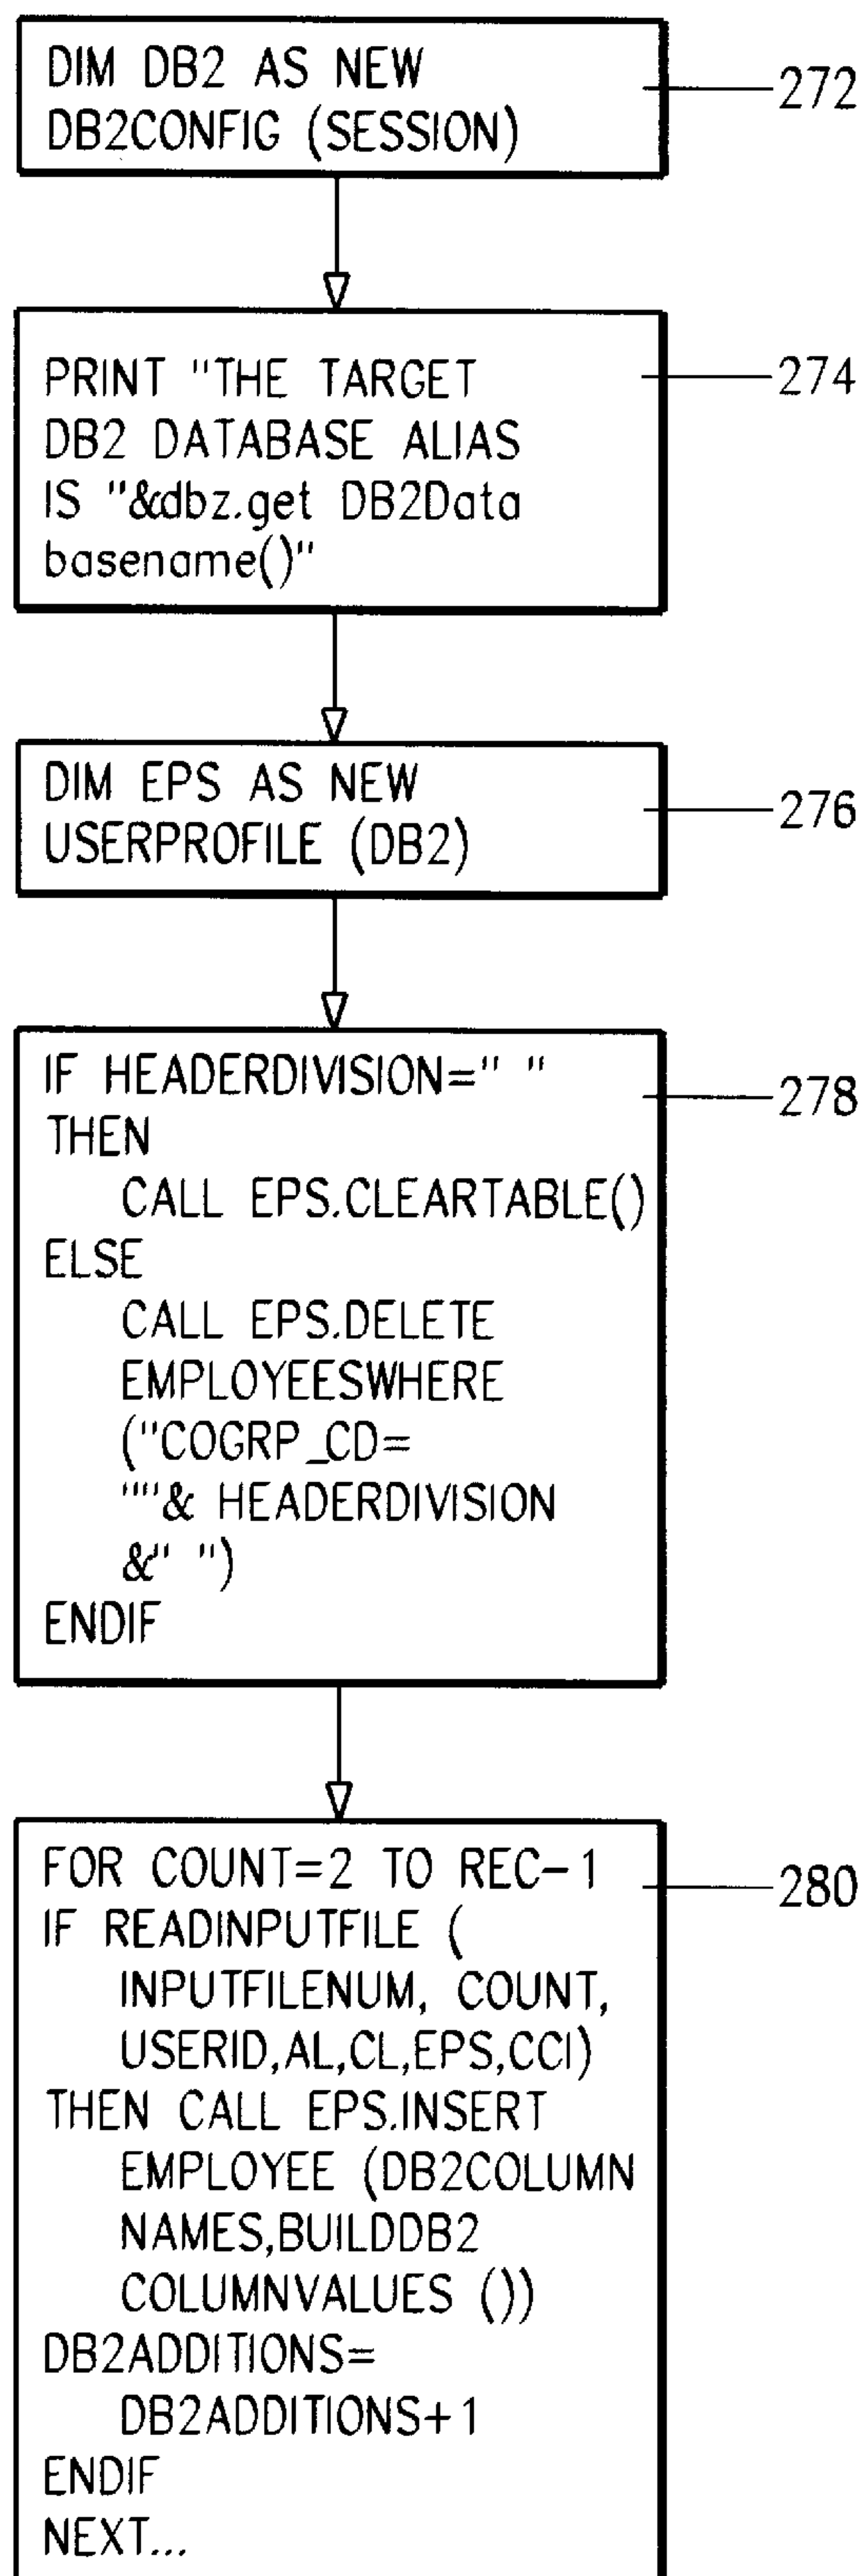 DIM DB2 AS NEW
DB2CONFIG (SESSION)
272
PRINT "THE TARGET
DB2 DATABASE ALIAS
IS "&dbz.get DB2Data
basename()"
274
DIM EPS AS NEW
USERPROFILE (DB2)
276
IF HEADERDIVISION=" "
THEN
CALL EPS.CLEARTABLE()
ELSE
CALL EPS.DELETE
EMPLOYEESWHERE
("COGRP_CD=
""& HEADERDIVISION
&" ")
ENDIF
278
FOR COUNT=2 TO REC-1
IF READINPUTFILE (
INPUTFILENUM, COUNT,
USERID,AL,CL,EPS,CCI)
THEN CALL EPS.INSERT
EMPLOYEE (DB2COLUMN
NAMES,BUILDDB2
COLUMNVALUES ())
DB2ADDITIONS=
DB2ADDITIONS+1
ENDIF
NEXT...
280